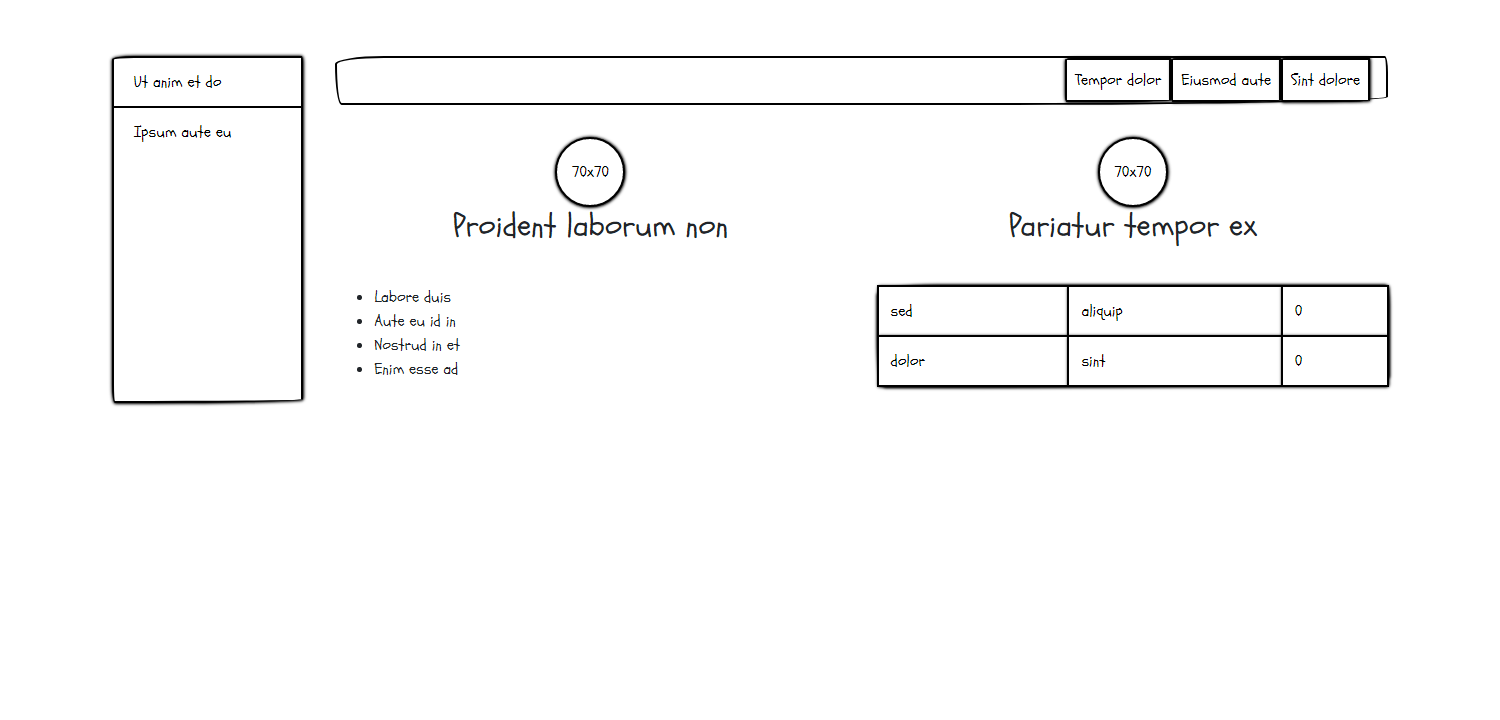 Ut anim et do
Ipsum aute eu
Tempor dolor Eiusmod aute Sint dolore
70x70
Proident laborum non
Labore duis
Aute eu id in
Nostrud in et
Enim esse ad
70x70
Pariatur tempor ex
sed aliquip 0
dolor sint 0